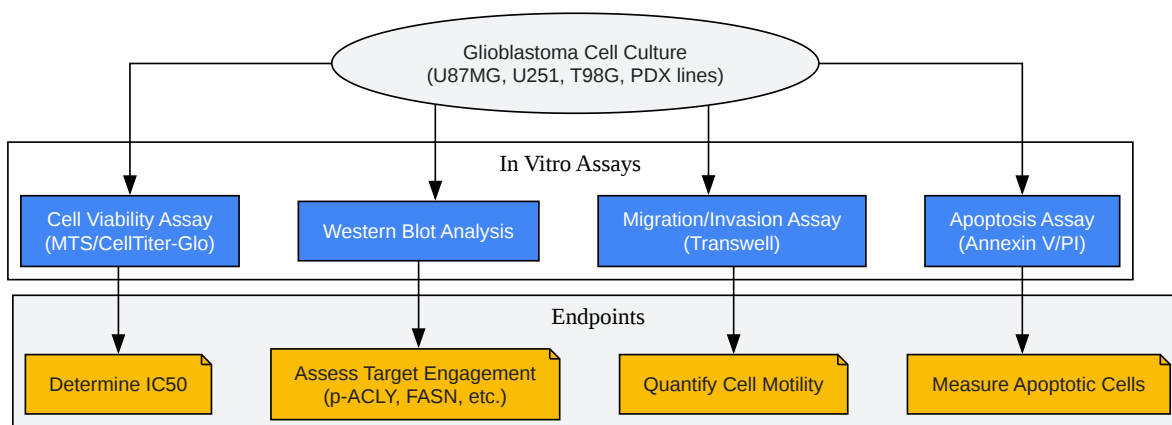 Glioblastoma Cell Culture
(U87MG, U251, T98G, PDX lines)
In Vitro Assays
Cell Viability Assay
(MTS/CellTiter-Glo)
Western Blot Analysis
Migration/Invasion Assay
(Transwell)
Apoptosis Assay
(Annexin V/PI)
Endpoints
Determine IC50
Assess Target Engagement
(p-ACLY, FASN, etc.)
Quantify Cell Motility
Measure Apoptotic Cells